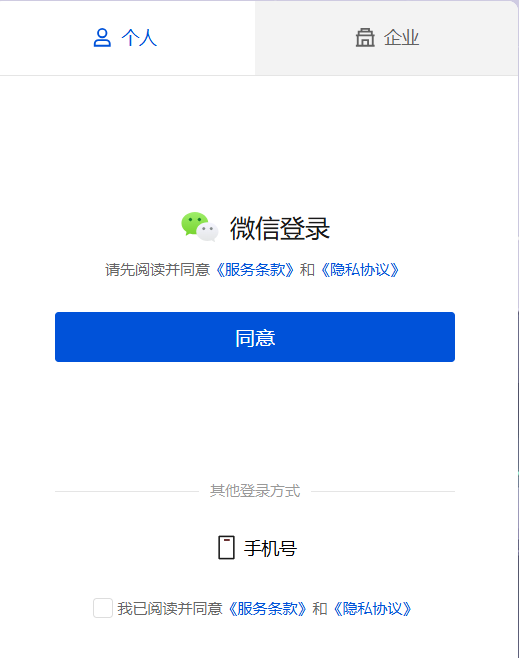 个人 企业
微信登录
请先阅读并同意《服务条款》和《隐私协议》
同意
其他登录方式
手机号
我已阅读并同意《服务条款》和《隐私协议》